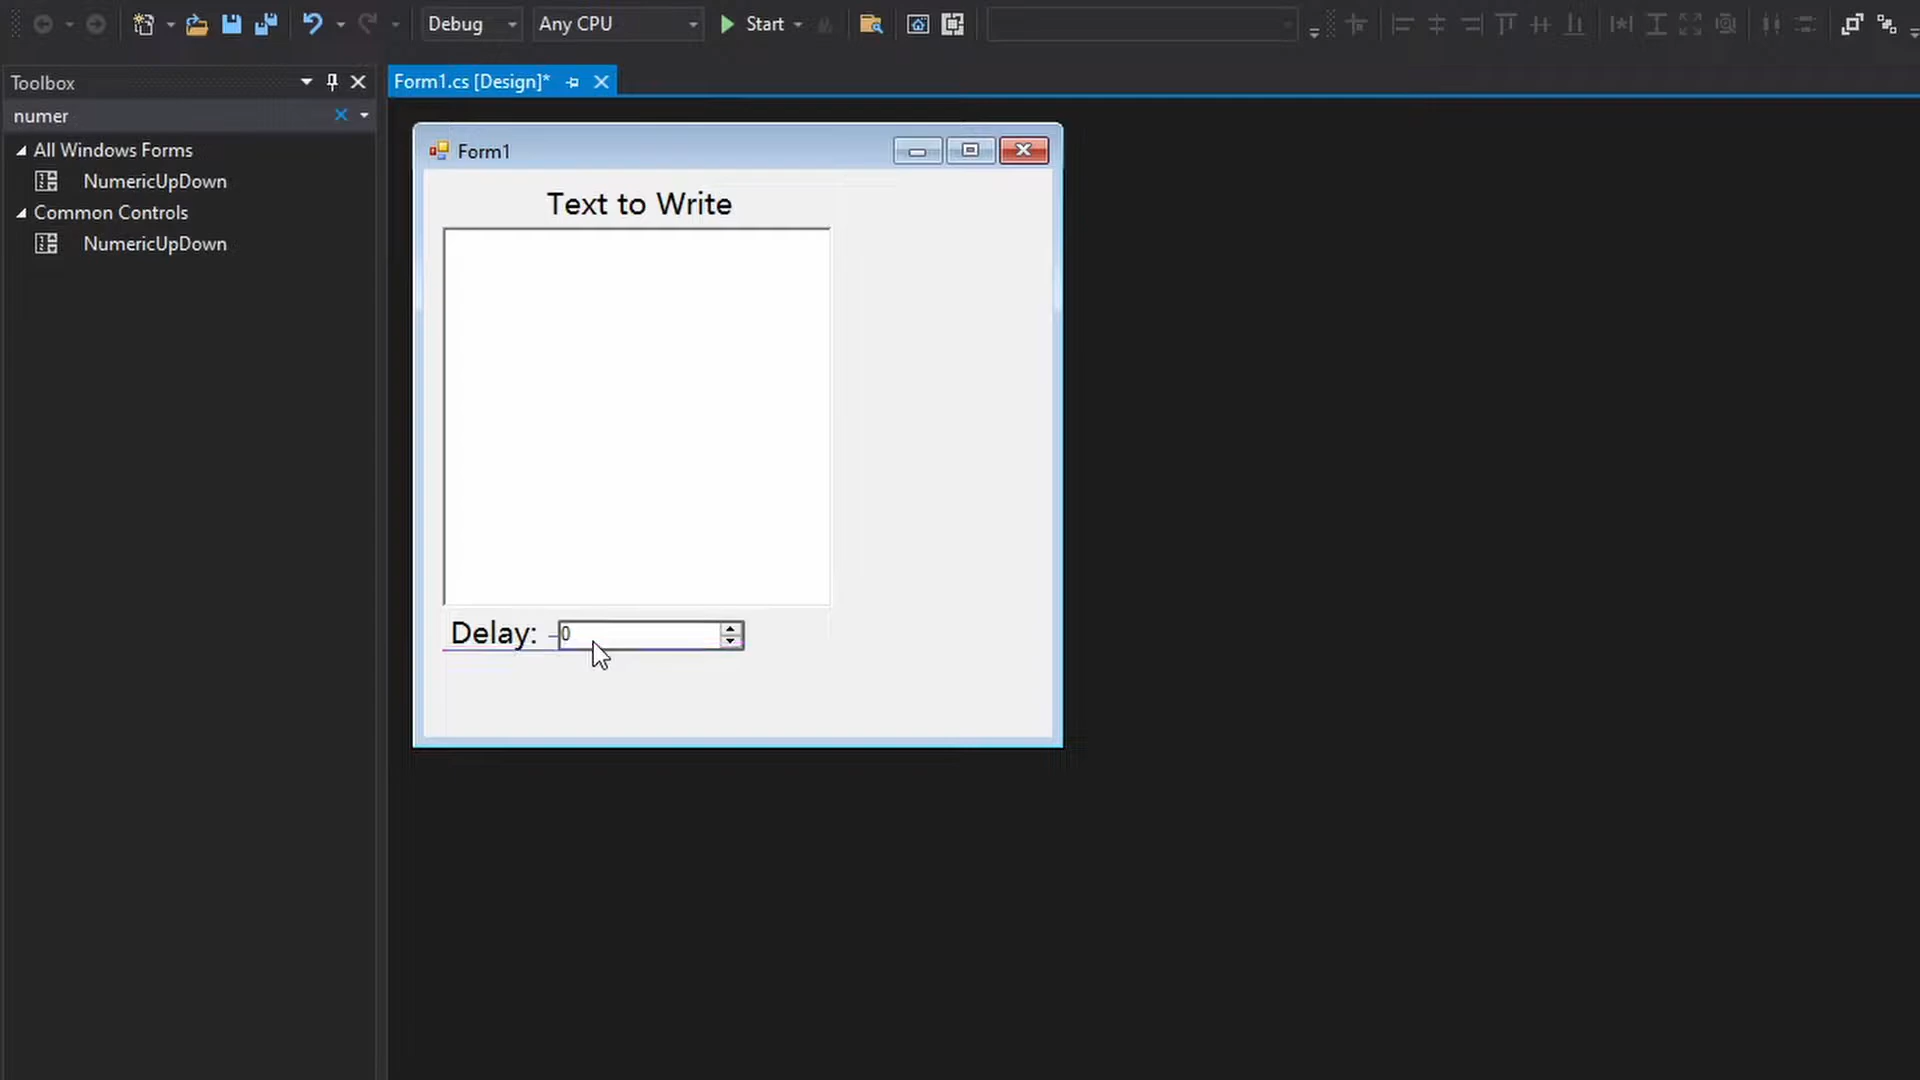 Debug Any CPU Start
Toolbox
Form1.cs [Design]*
numer
All Windows Forms
NumericUpDown
Common Controls
NumericUpDown
Form1
Text to Write
Delay: 0